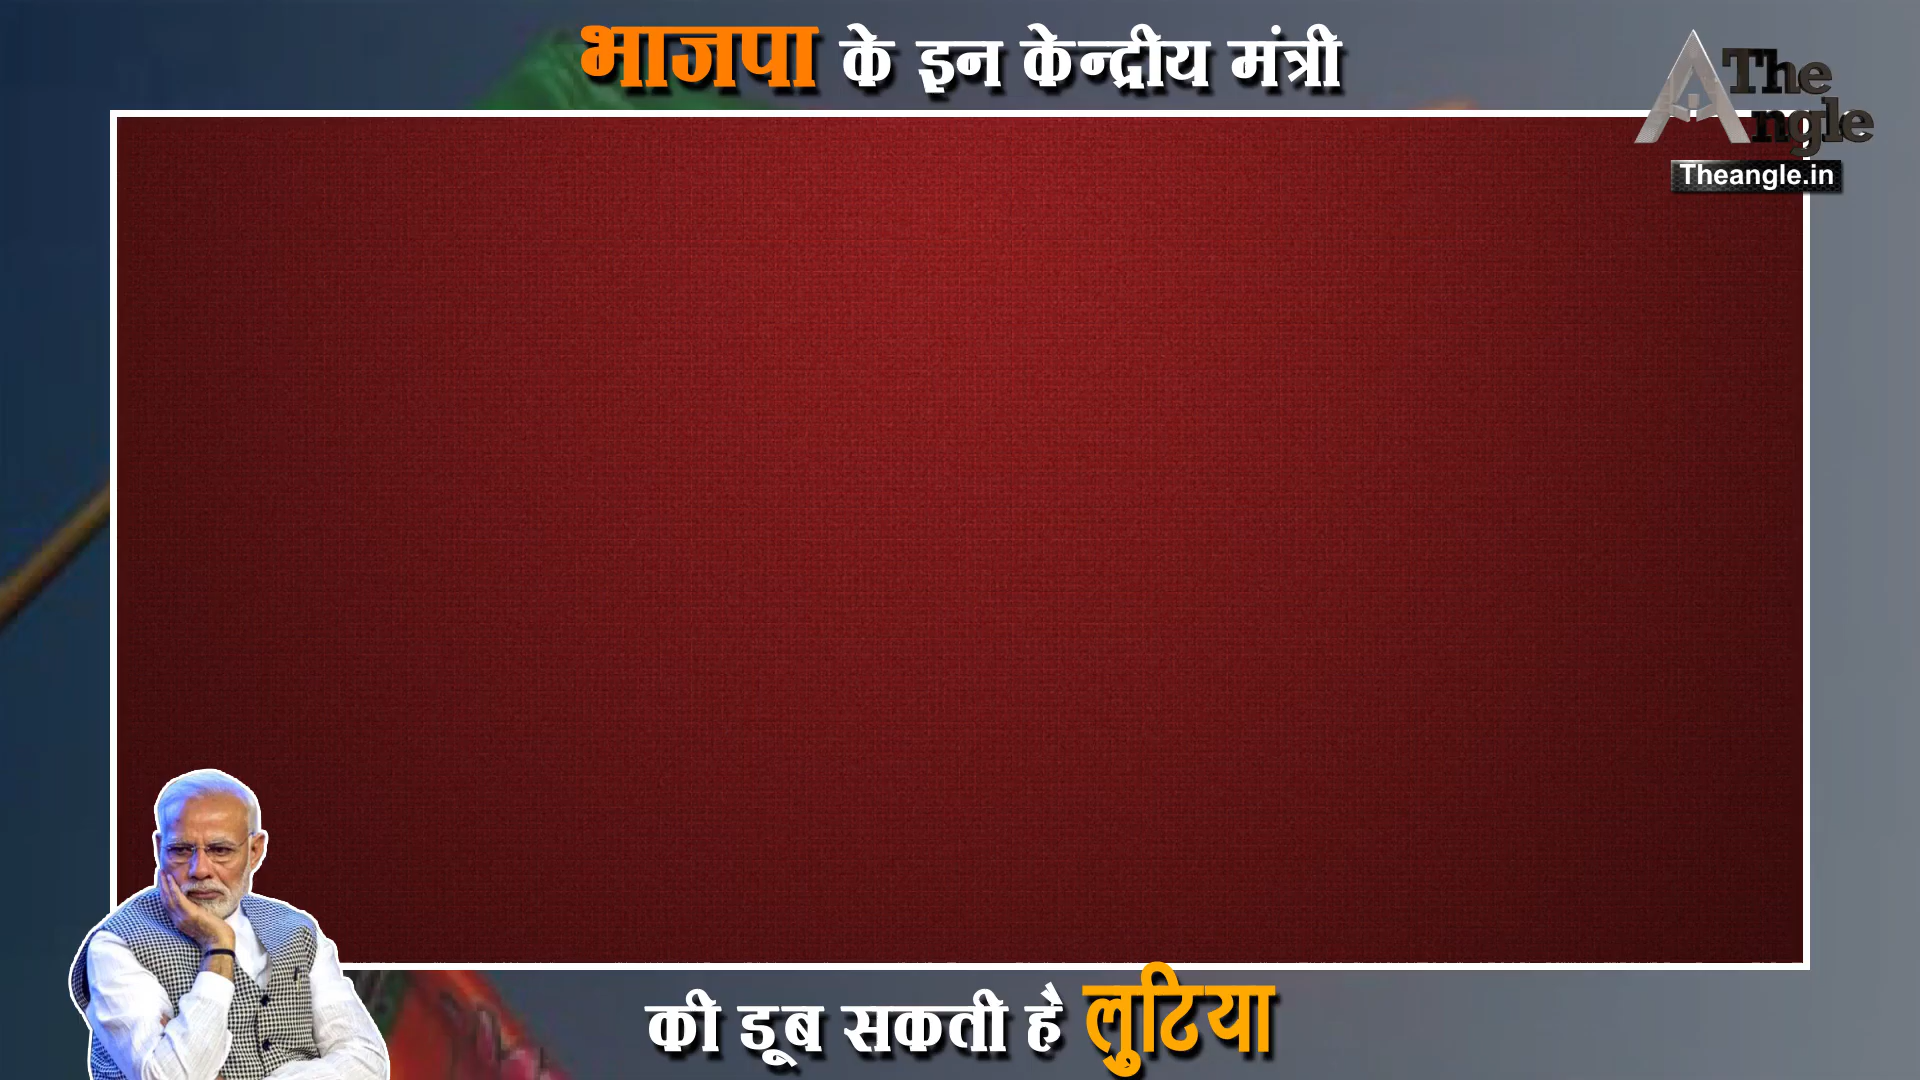 भाजपा के इन केन्द्रीय मंत्री
The
Angle
Theangle.in
की डूब सकती है लुटिया